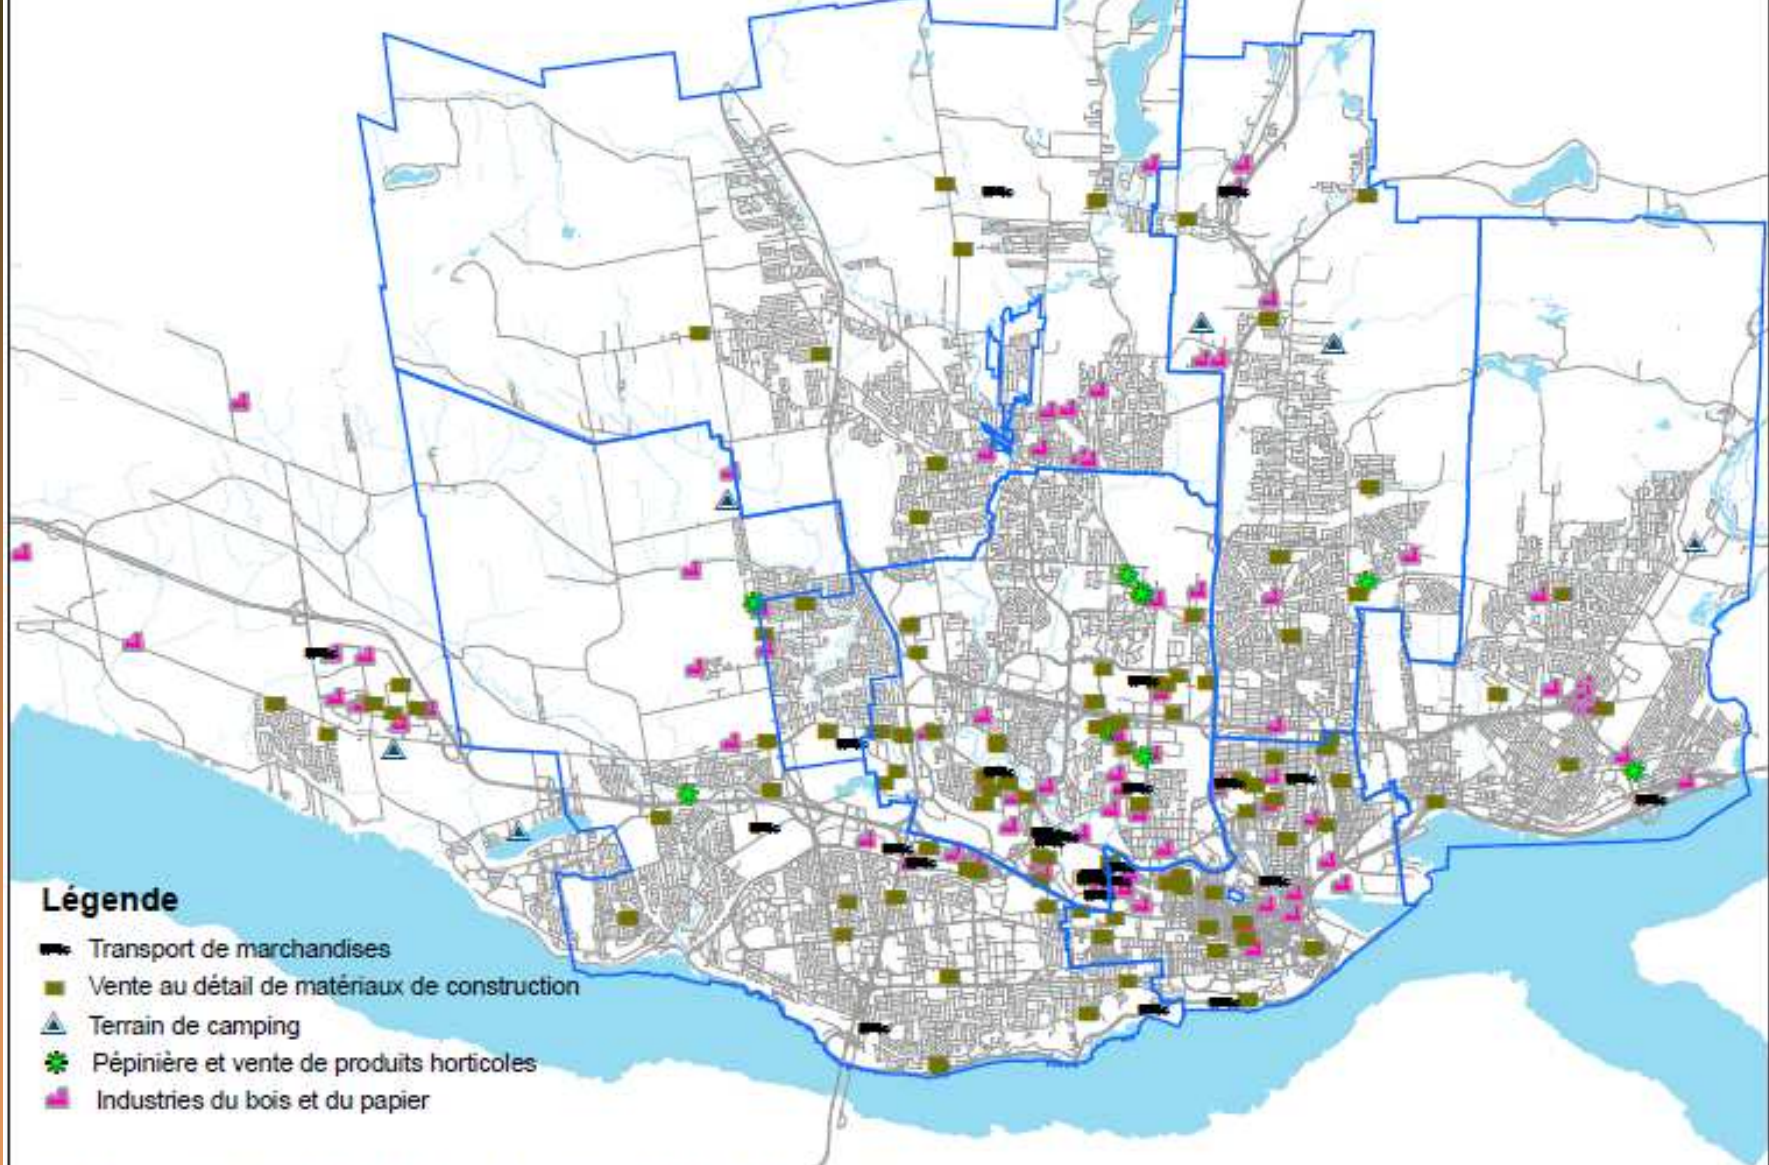 Légende
Transport de marchandises
Vente au détail de matériaux de construction
Terrain de camping
Pépinière et vente de produits horticoles
Industries du bois et du papier